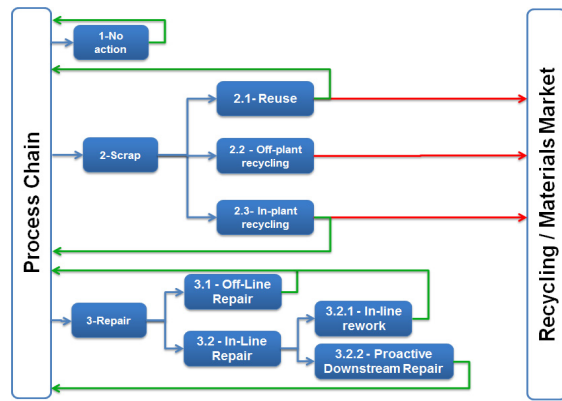 Process Chain
1-No
action
2-Scrap
2.1- Reuse
2.2 - Off-plant
recycling
2.3- In-plant
recycling
3-Repair
3.1 - Off-Line
Repair
3.2 - In-Line
Repair
3.2.1 - In-line
rework
3.2.2 - Proactive
Downstream Repair
Recycling / Materials Market